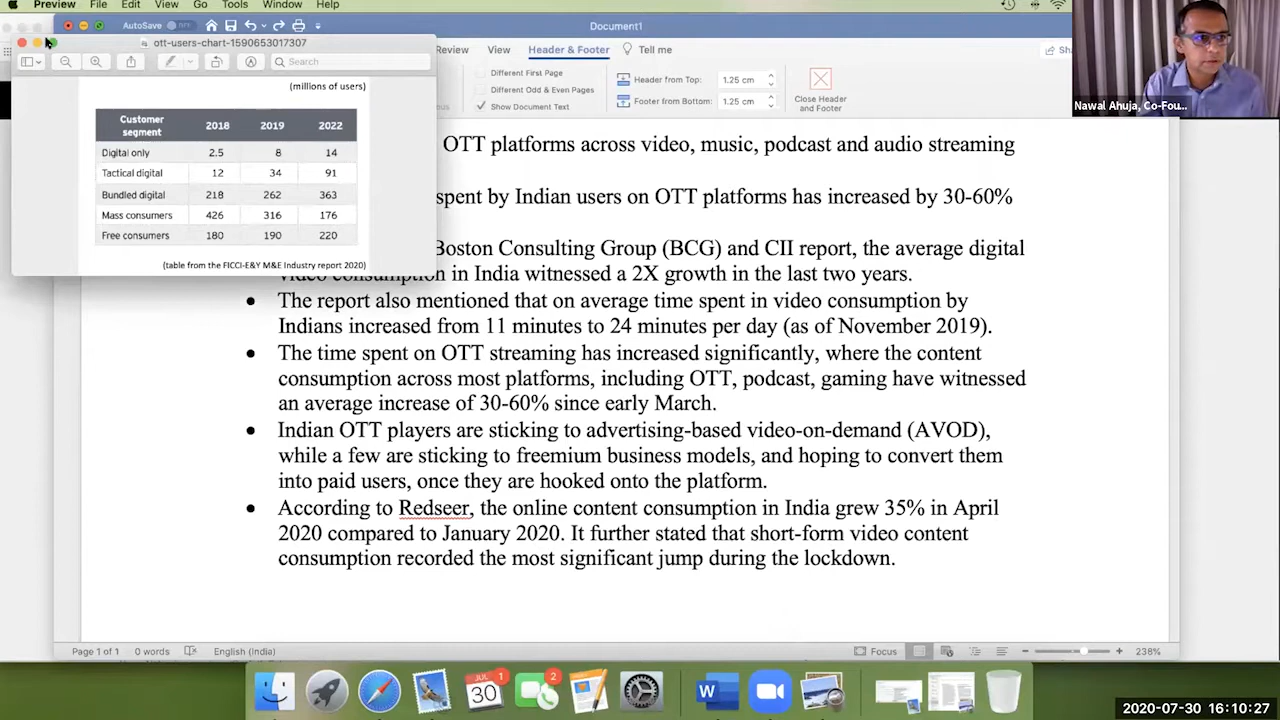 Preview File Edit View Go Tools Window Help
AutoSave OFF
Document1
ott-users-chart-1590653017307
Review View Header & Footer Tell me
Search
Different First Page
Different Odd & Even Pages
Show Document Text
Header from Top: 1.25 cm
Footer from Bottom: 1.25 cm
Close Header
and Footer
Nawal Ahuja, Co-Fou...
(millions of users)
Customer segment 2018 2019 2022
Digital only 2.5 8 14
Tactical digital 12 34 91
Bundled digital 218 262 363
Mass consumers 426 316 176
Free consumers 180 190 220
(table from the FICCI-E&Y M&E Industry report 2020)
OTT platforms across video, music, podcast and audio streaming
spent by Indian users on OTT platforms has increased by 30-60%
Boston Consulting Group (BCG) and CII report, the average digital
video consumption in India witnessed a 2X growth in the last two years.
• The report also mentioned that on average time spent in video consumption by
Indians increased from 11 minutes to 24 minutes per day (as of November 2019).
• The time spent on OTT streaming has increased significantly, where the content
consumption across most platforms, including OTT, podcast, gaming have witnessed
an average increase of 30-60% since early March.
• Indian OTT players are sticking to advertising-based video-on-demand (AVOD),
while a few are sticking to freemium business models, and hoping to convert them
into paid users, once they are hooked onto the platform.
• According to Redseer, the online content consumption in India grew 35% in April
2020 compared to January 2020. It further stated that short-form video content
consumption recorded the most significant jump during the lockdown.
Page 1 of 1 0 words English (India) Focus 238%
JUL 1
30
2
W
2020-07-30 16:10:27